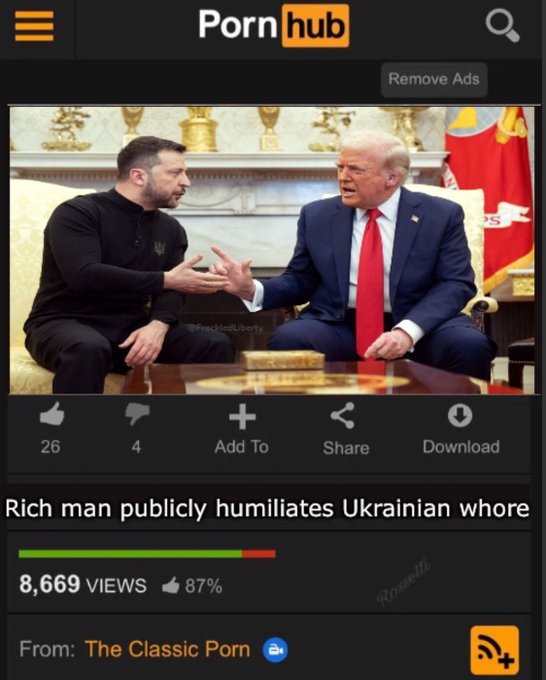 Porn hub
Remove Ads
PS
@FreckledLiberty
26
4
Add To
Share
Download
Rich man publicly humiliates Ukrainian whore
8,669 VIEWS 87%
Rossetti
From: The Classic Porn